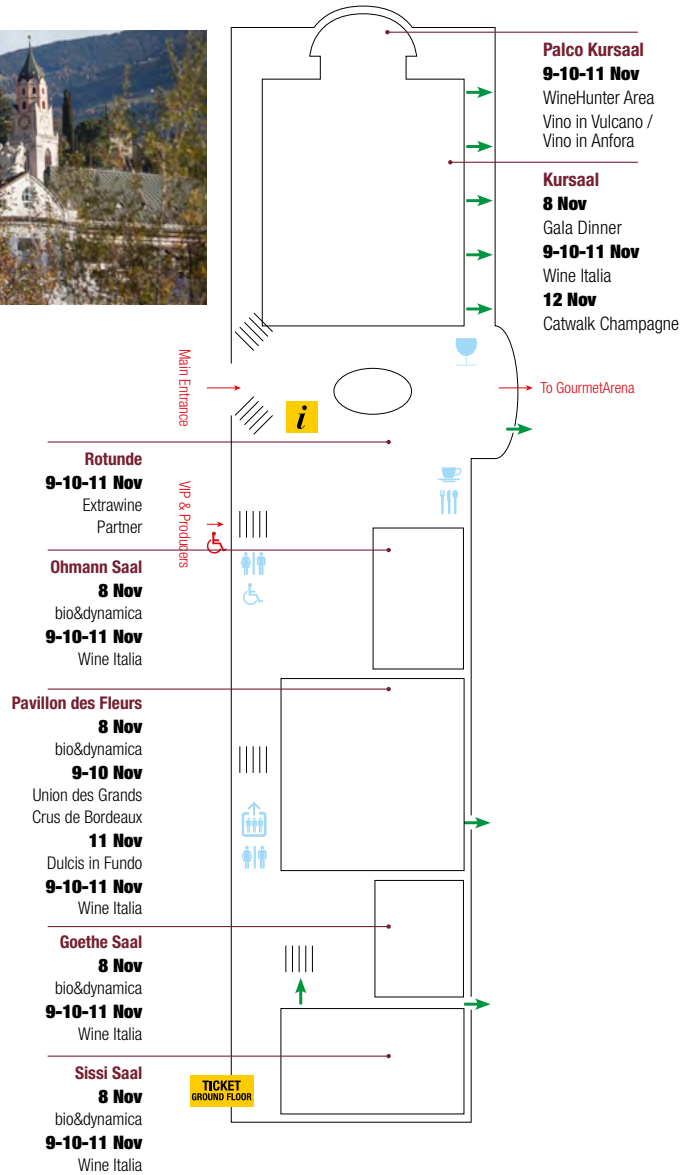 Palco Kursaal
9-10-11 Nov
WineHunter Area
Vino in Vulcano /
Vino in Anfora
Kursaal
8 Nov
Gala Dinner
9-10-11 Nov
Wine Italia
12 Nov
Catwalk Champagne
Main Entrance
To GourmetArena
i
Rotunde
9-10-11 Nov
Extrawine
Partner
VIP & Producers
Ohmann Saal
8 Nov
bio&dynamica
9-10-11 Nov
Wine Italia
Pavillon des Fleurs
8 Nov
bio&dynamica
9-10 Nov
Union des Grands
Crus de Bordeaux
11 Nov
Dulcis in Fundo
9-10-11 Nov
Wine Italia
Goethe Saal
8 Nov
bio&dynamica
9-10-11 Nov
Wine Italia
Sissi Saal
8 Nov
bio&dynamica
9-10-11 Nov
Wine Italia
TICKET
GROUND FLOOR